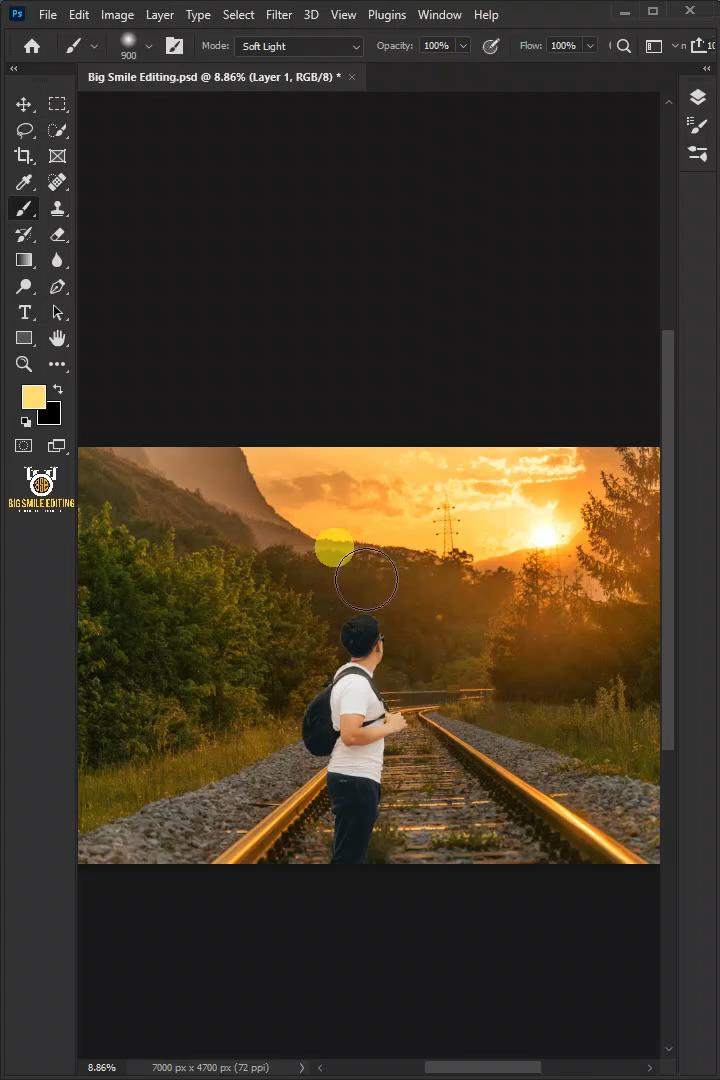 Ps File Edit Image Layer Type Select Filter 3D View Plugins Window Help
900 Mode: Soft Light Opacity: 100% Flow: 100%
Big Smile Editing.psd @ 8.86% (Layer 1, RGB/8) *
T
BIG SMILE EDITING
8.86% 7000 px x 4700 px (72 ppi)